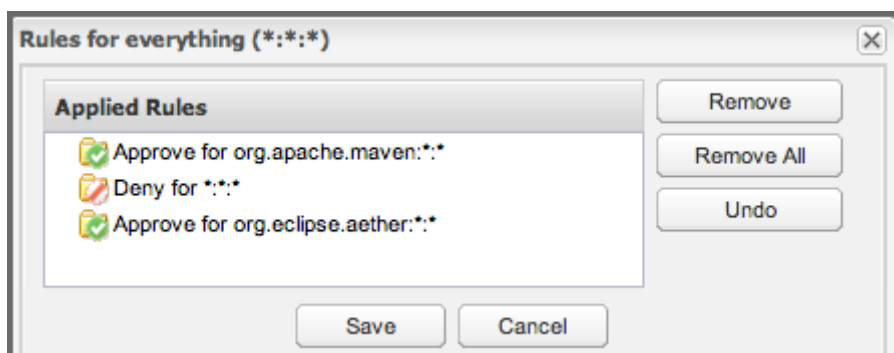 Rules for everything (*:*:*)
Applied Rules
Approve for org.apache.maven:*:*
Deny for *:*:*
Approve for org.eclipse.aether:*:*
Remove
Remove All
Undo
Save
Cancel